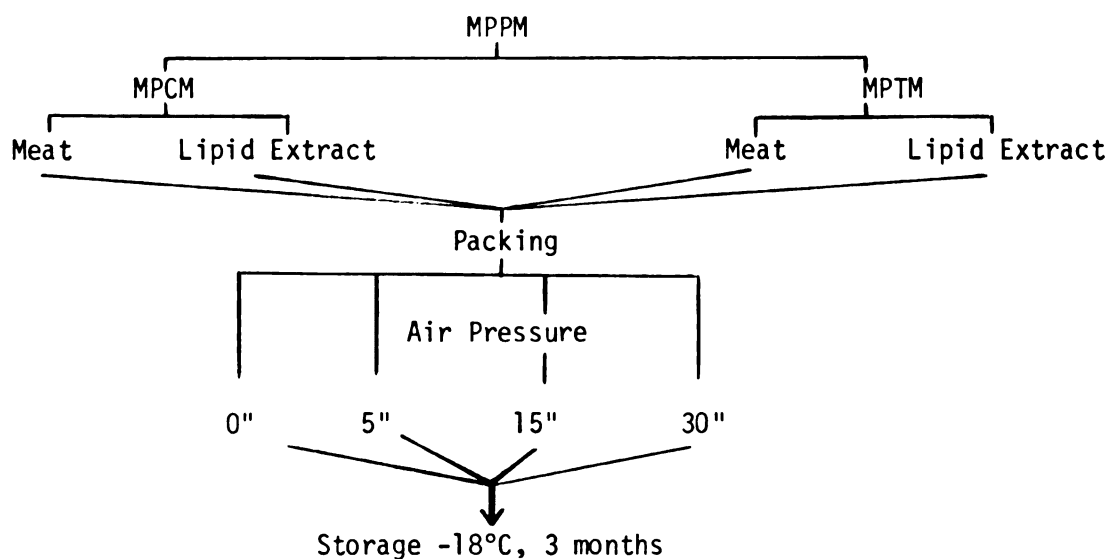 MPPM
MPCM MPTM
Meat Lipid Extract Meat Lipid Extract
Packing
Air Pressure
0" 5" 15" 30"
Storage -18°C, 3 months